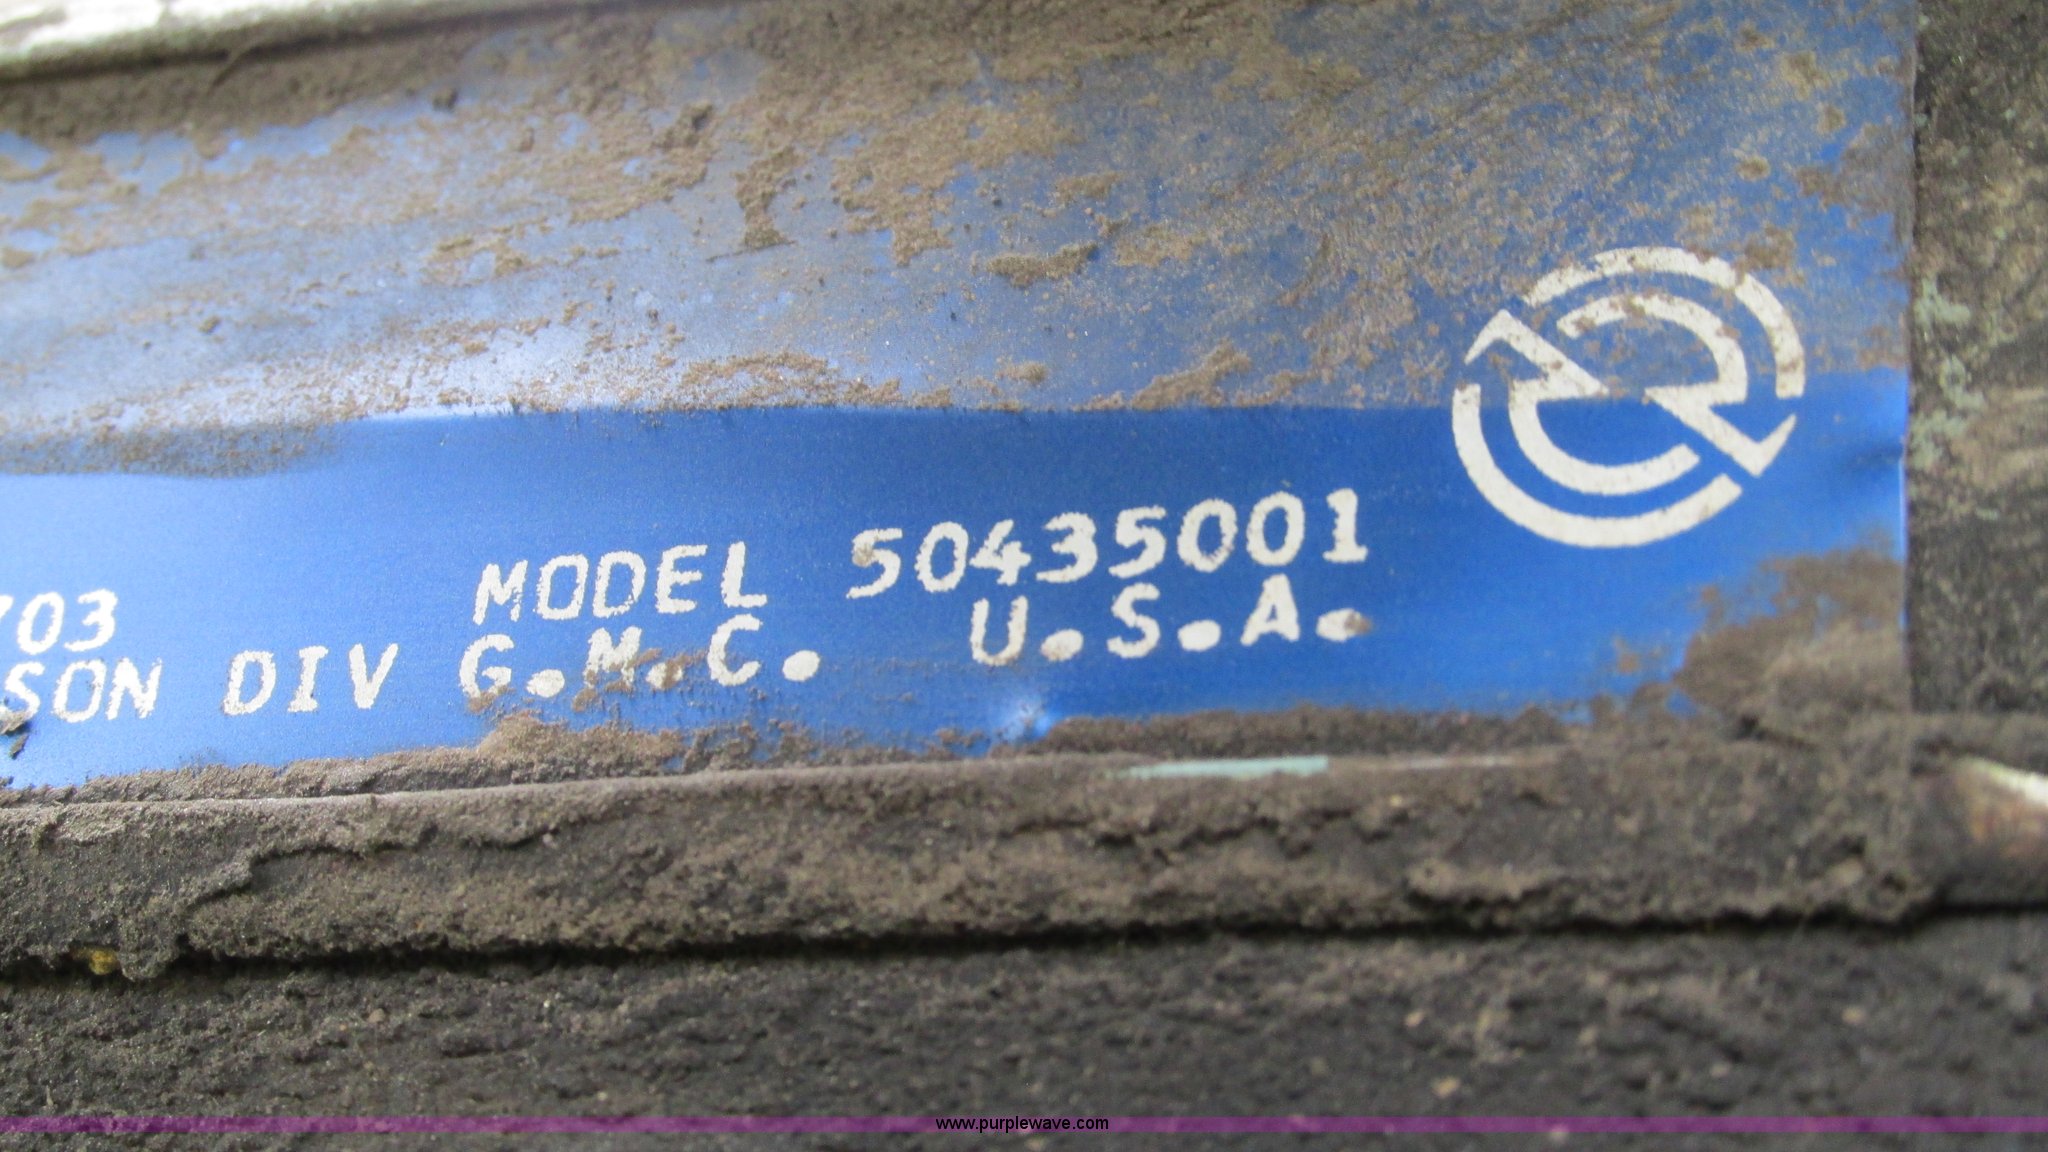 703 MODEL 50435001
SON DIV G.M.C. U.S.A.
www.purplewave.com